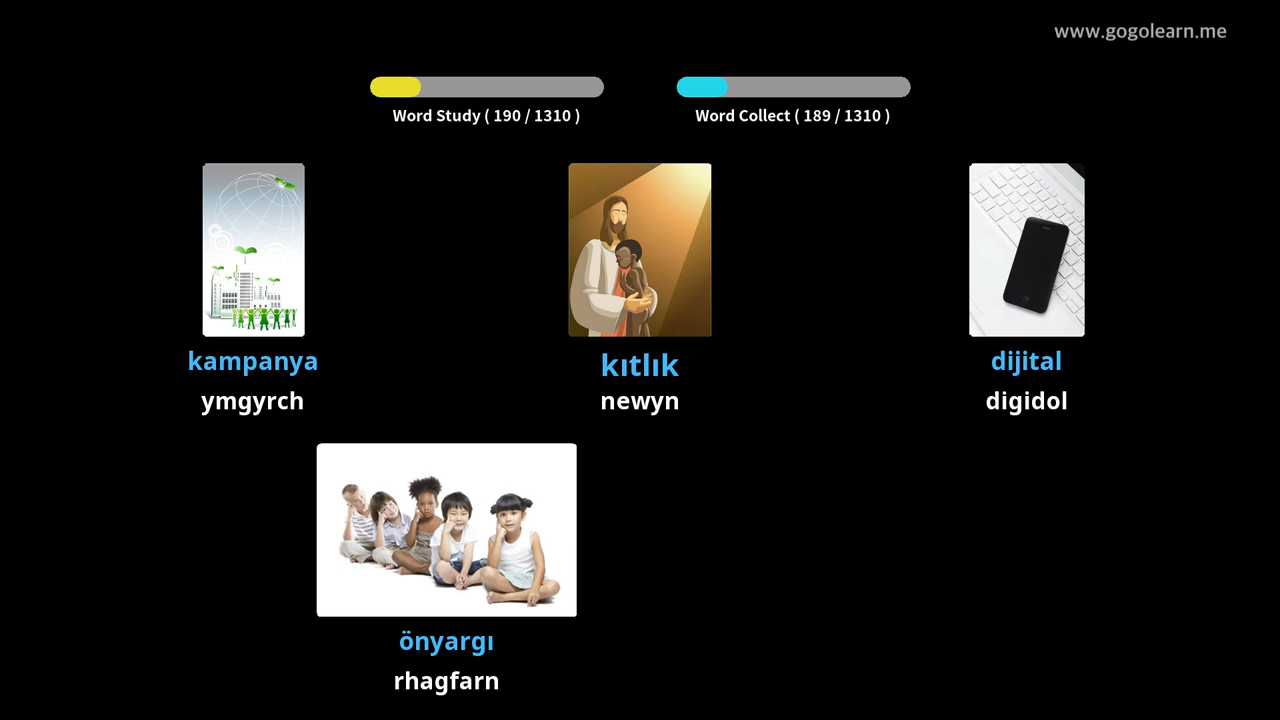 www.gogolearn.me
Word Study ( 190 / 1310 )
Word Collect ( 189 / 1310 )
kampanya
ymgyrch
kıtlık
newyn
dijital
digidol
önyargı
rhagfarn